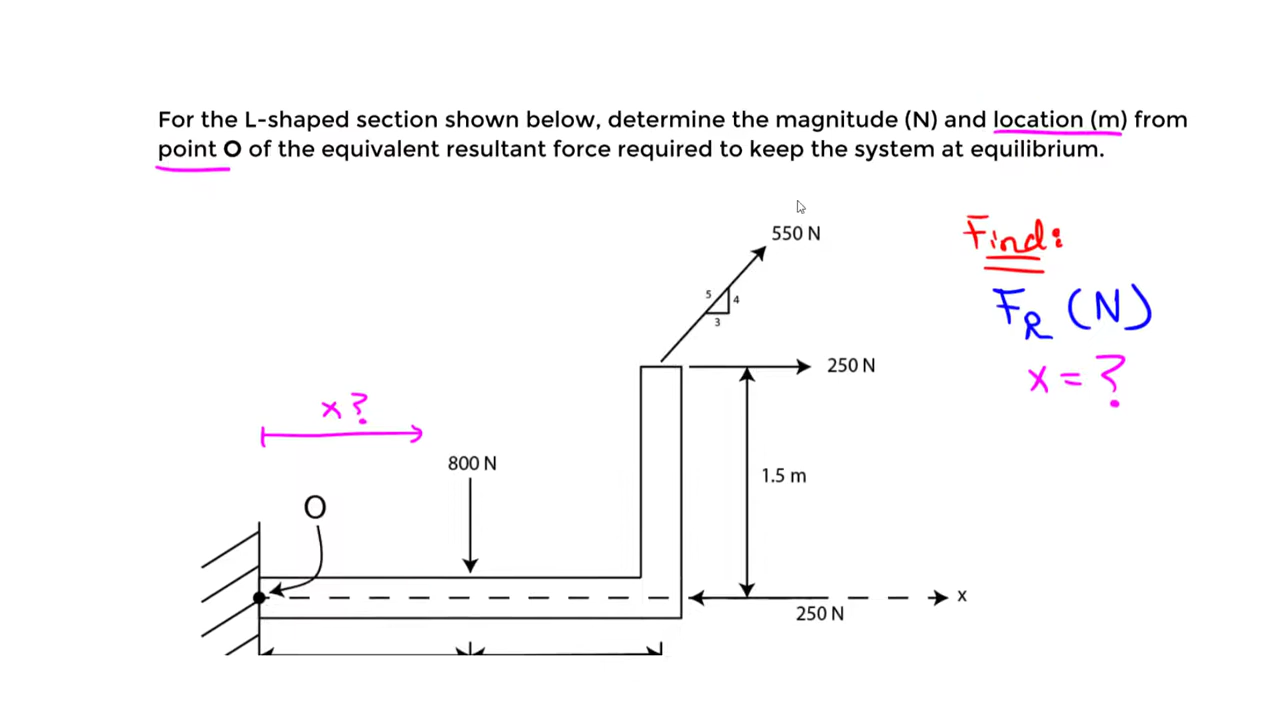 For the L-shaped section shown below, determine the magnitude (N) and location (m) from
point O of the equivalent resultant force required to keep the system at equilibrium.
550 N
5
4
3
Find:
FR (N)
x = ?
250 N
x ?
800 N
1.5 m
O
x
250 N